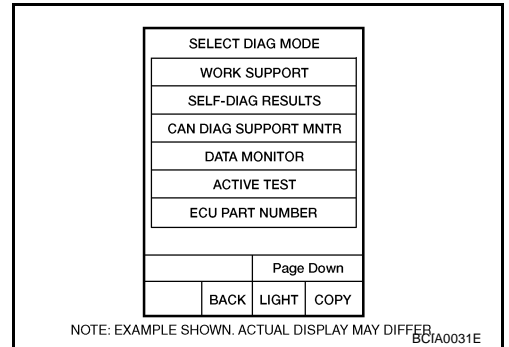 SELECT DIAG MODE
WORK SUPPORT
SELF-DIAG RESULTS
CAN DIAG SUPPORT MNTR
DATA MONITOR
ACTIVE TEST
ECU PART NUMBER
Page Down
BACK LIGHT COPY
NOTE: EXAMPLE SHOWN. ACTUAL DISPLAY MAY DIFFER.
BCIA0031E